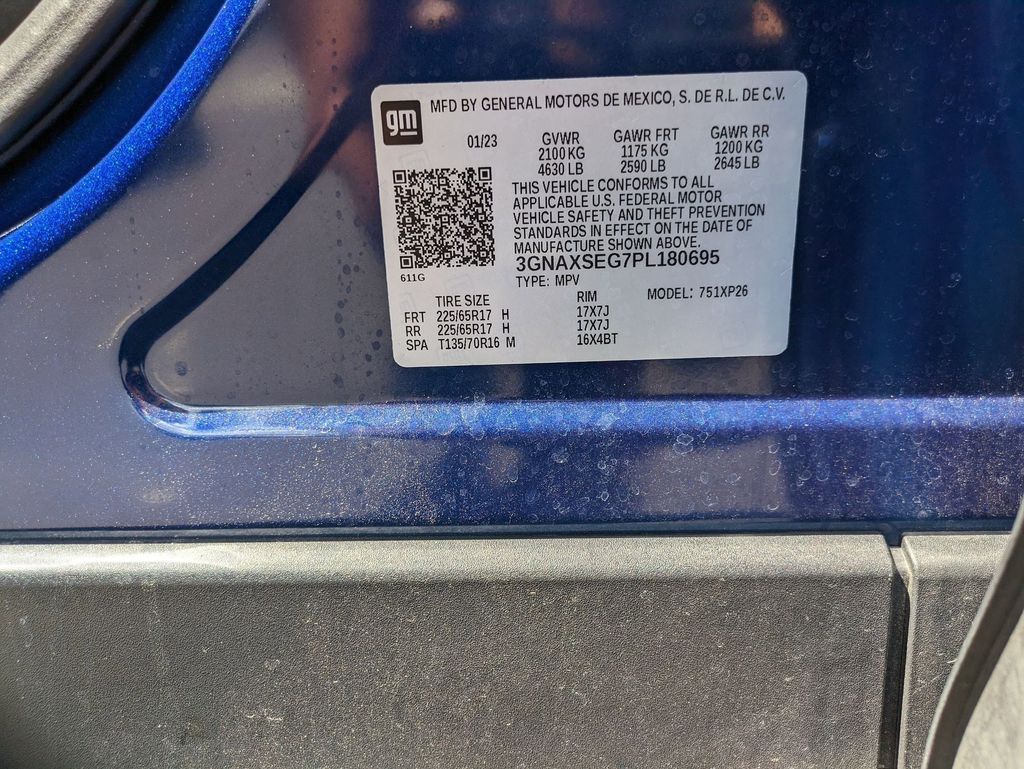 gm
MFD BY GENERAL MOTORS DE MEXICO, S. DE R.L. DE C.V.
01/23 GVWR GAWR FRT GAWR RR
2100 KG 1175 KG 1200 KG
4630 LB 2590 LB 2645 LB
THIS VEHICLE CONFORMS TO ALL
APPLICABLE U.S. FEDERAL MOTOR
VEHICLE SAFETY AND THEFT PREVENTION
STANDARDS IN EFFECT ON THE DATE OF
MANUFACTURE SHOWN ABOVE.
3GNAXSEG7PL180695
611G
TYPE: MPV
TIRE SIZE RIM MODEL: 751XP26
FRT 225/65R17 H 17X7J
RR 225/65R17 H 17X7J
SPA T135/70R16 M 16X4BT